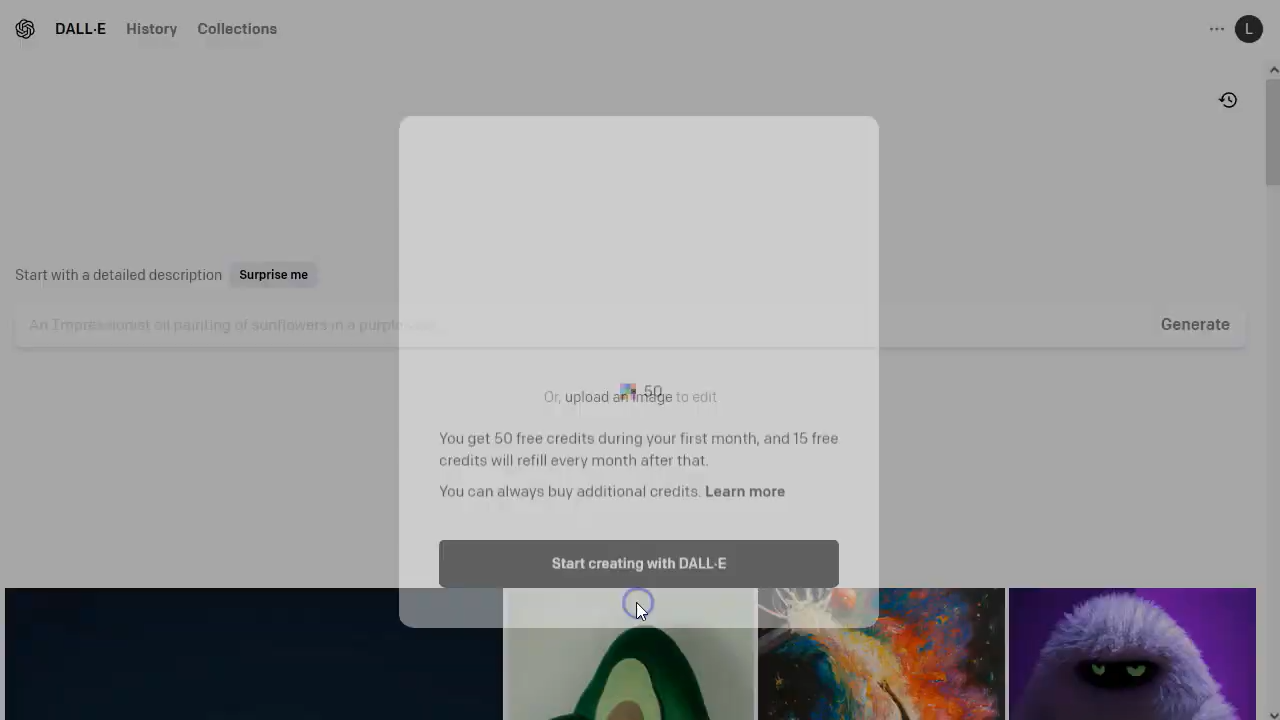 DALL·E History Collections
L
Start with a detailed description Surprise me
An Impressionist oil painting of sunflowers in a purple
Generate
50
Or, upload an image to edit
You get 50 free credits during your first month, and 15 free
credits will refill every month after that.
You can always buy additional credits. Learn more
Start creating with DALL·E